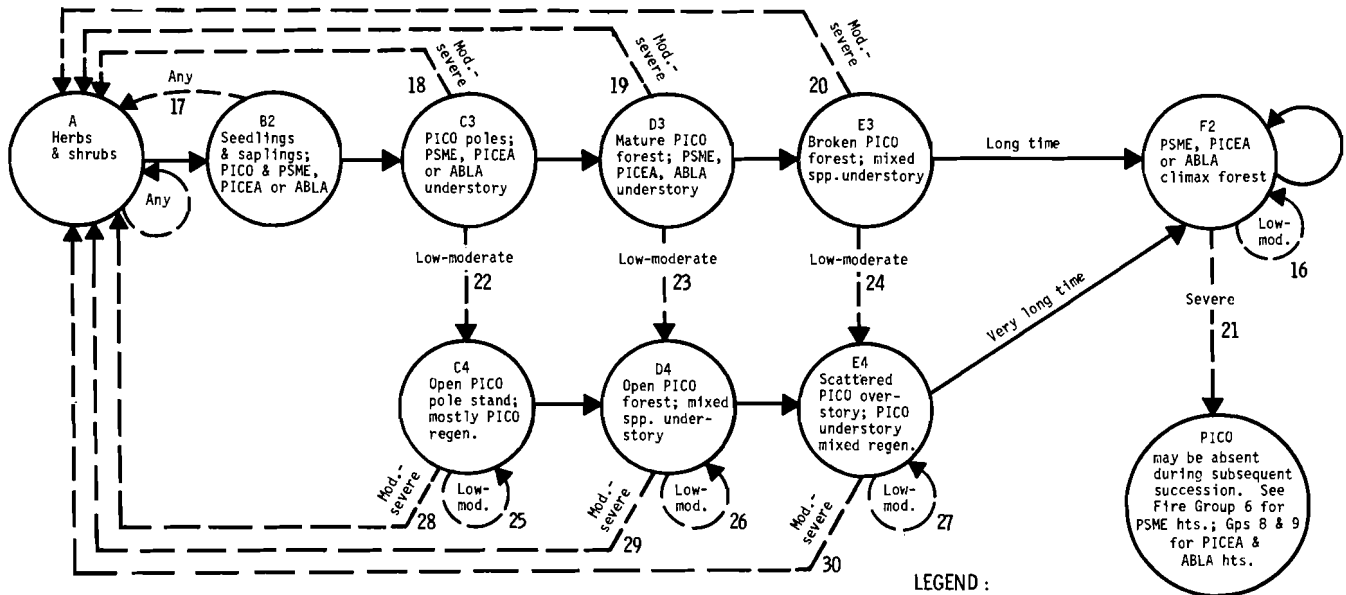 Mod.-
severe
20
Mod.-
severe
19
Mod.-
severe
18
Any
17
A
Herbs
& shrubs
Any
B2
Seedlings
& saplings;
PICO & PSME,
PICEA or ABLA
C3
PICO poles;
PSME, PICEA
or ABLA
understory
D3
Mature PICO
forest; PSME,
PICEA, ABLA
understory
E3
Broken PICO
forest; mixed
spp. understory
Long time
F2
PSME, PICEA
or ABLA
climax forest
Low-
mod.
16
Low-moderate
22
Low-moderate
23
Low-moderate
24
Very long time
Severe
21
C4
Open PICO
pole stand;
mostly PICO
regen.
D4
Open PICO
forest; mixed
spp. under-
story
E4
Scattered
PICO over-
story; PICO
understory
mixed regen.
PICO
may be absent
during subsequent
succession. See
Fire Group 6 for
PSME hts.; Gps 8 & 9
for PICEA &
ABLA hts.
Mod.-
severe
28
Low-
mod.
25
Mod.-
severe
29
Low-
mod.
26
Mod.-
severe
30
Low-
mod.
27
LEGEND :